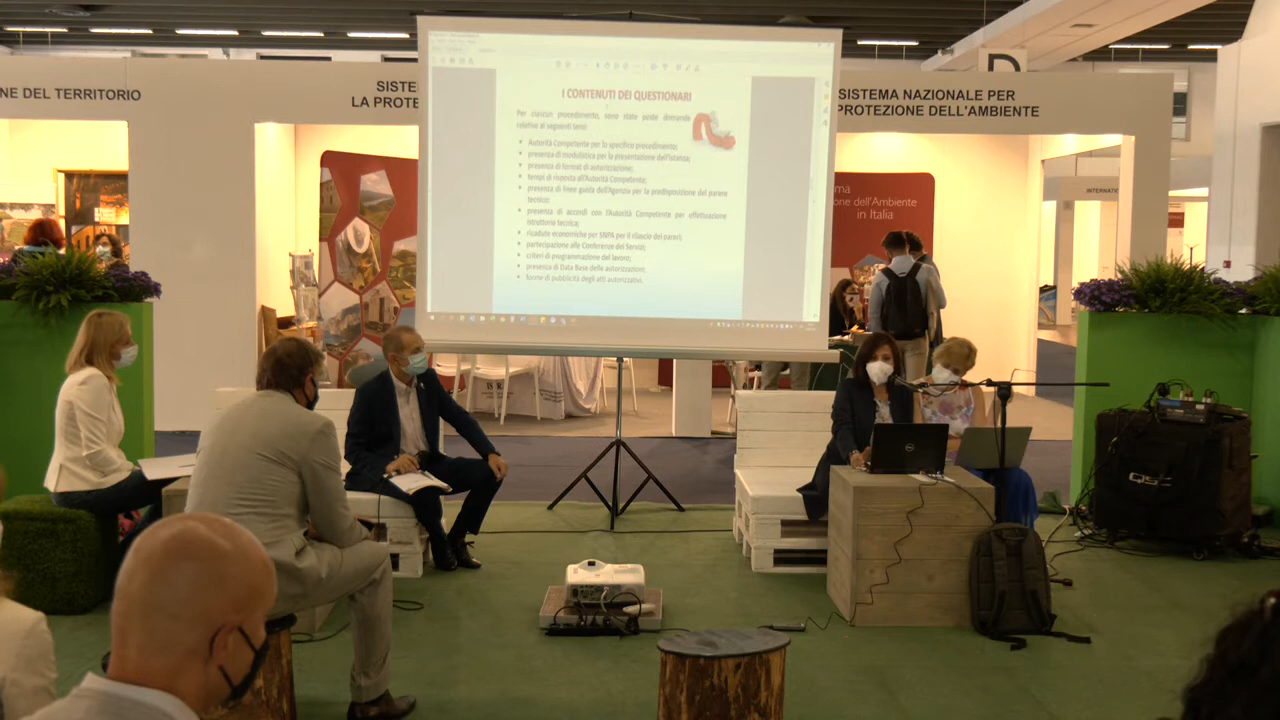 NE DEL TERRITORIO
SISTE
LA PROTE
D
SISTEMA NAZIONALE PER
PROTEZIONE DELL'AMBIENTE
I CONTENUTI DEI QUESTIONARI
Per ciascun procedimento, sono state poste domande
relative ai seguenti temi:
• Autorità Competente per lo specifico procedimento;
• presenza di modulistica per la presentazione dell'istanza;
• presenza di format di autorizzazione;
• tempi di risposta all'Autorità Competente;
• presenza di linee guida dell'Agenzia per la predisposizione del parere
tecnico;
• presenza di accordi con l'Autorità Competente per effettuazione
istruttoria tecnica;
• ricadute economiche per SNPA per il rilascio dei pareri;
• partecipazione alle Conferenze dei Servizi;
• criteri di programmazione del lavoro;
• presenza di Data Base delle autorizzazioni;
• forme di pubblicità degli atti autorizzativi.
ma
one dell'Ambiente
in Italia
INTERNATIO
DELL
QSC